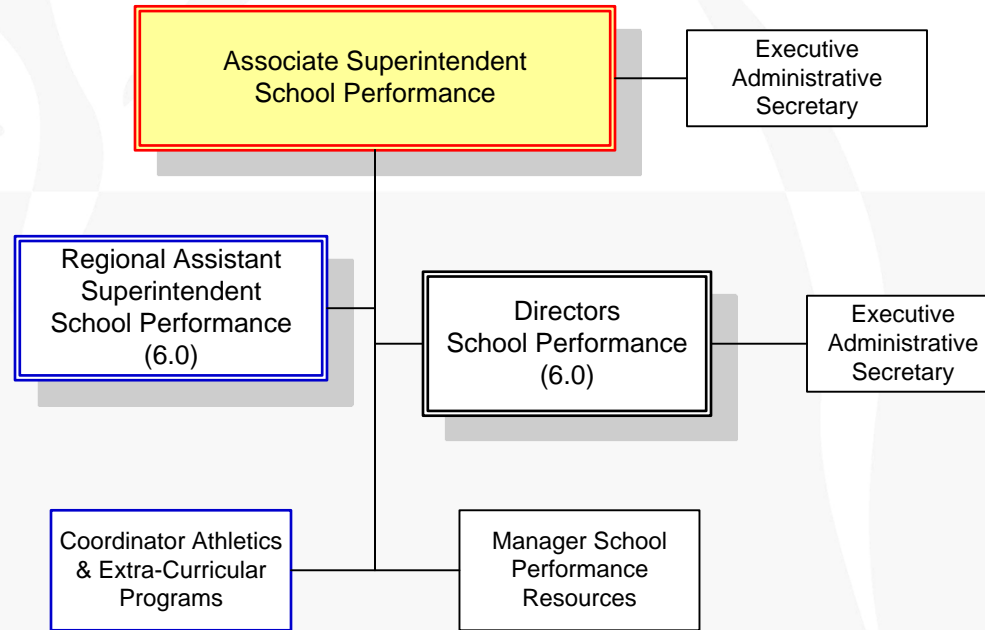 Associate Superintendent
School Performance
Executive
Administrative
Secretary
Regional Assistant
Superintendent
School Performance
(6.0)
Directors
School Performance
(6.0)
Executive
Administrative
Secretary
Coordinator Athletics
& Extra-Curricular
Programs
Manager School
Performance
Resources